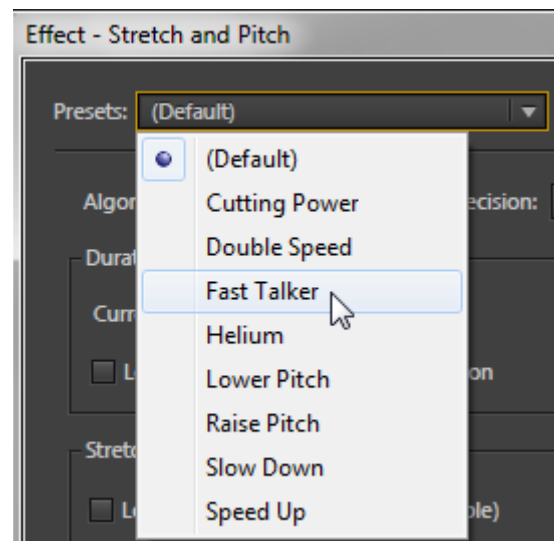 Effect - Stretch and Pitch
Presets: (Default)
(Default)
Cutting Power
Double Speed
Fast Talker
Helium
Lower Pitch
Raise Pitch
Slow Down
Speed Up